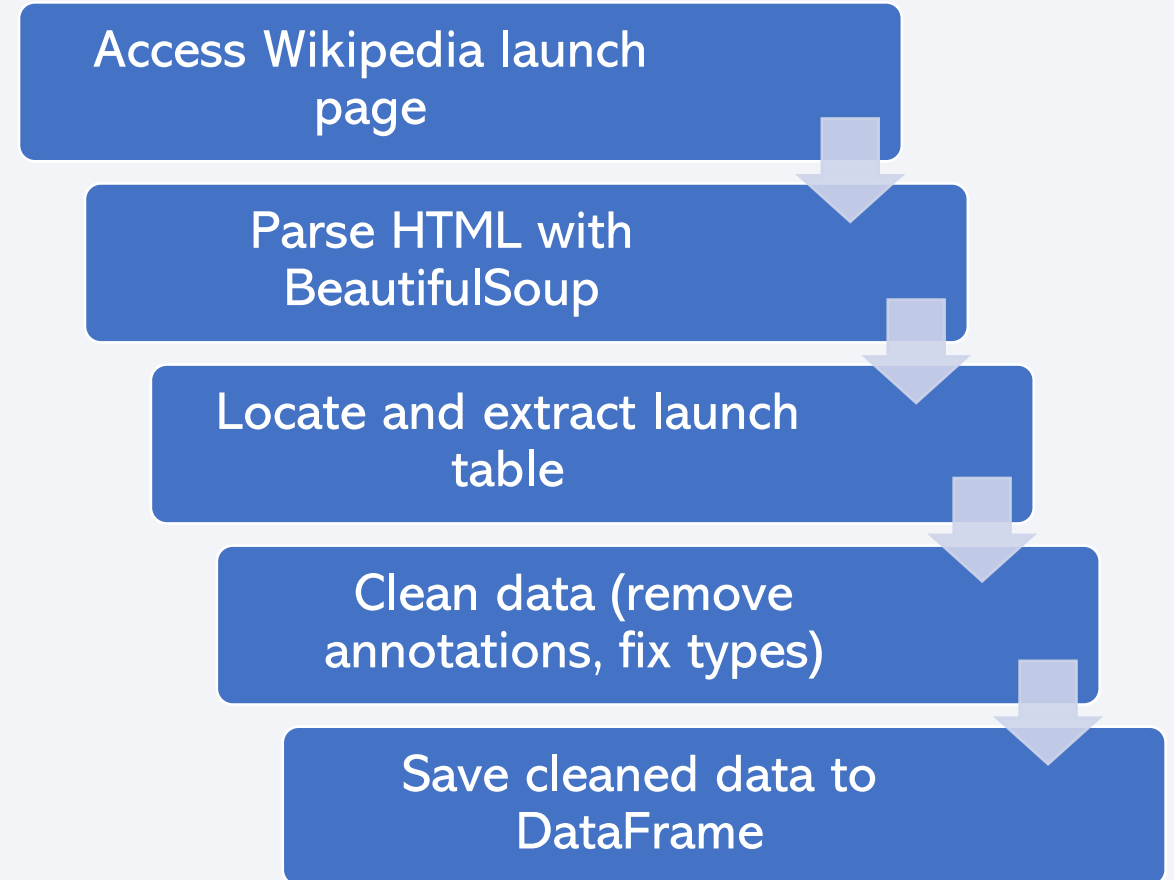 Access Wikipedia launch
page
Parse HTML with
BeautifulSoup
Locate and extract launch
table
Clean data (remove
annotations, fix types)
Save cleaned data to
DataFrame